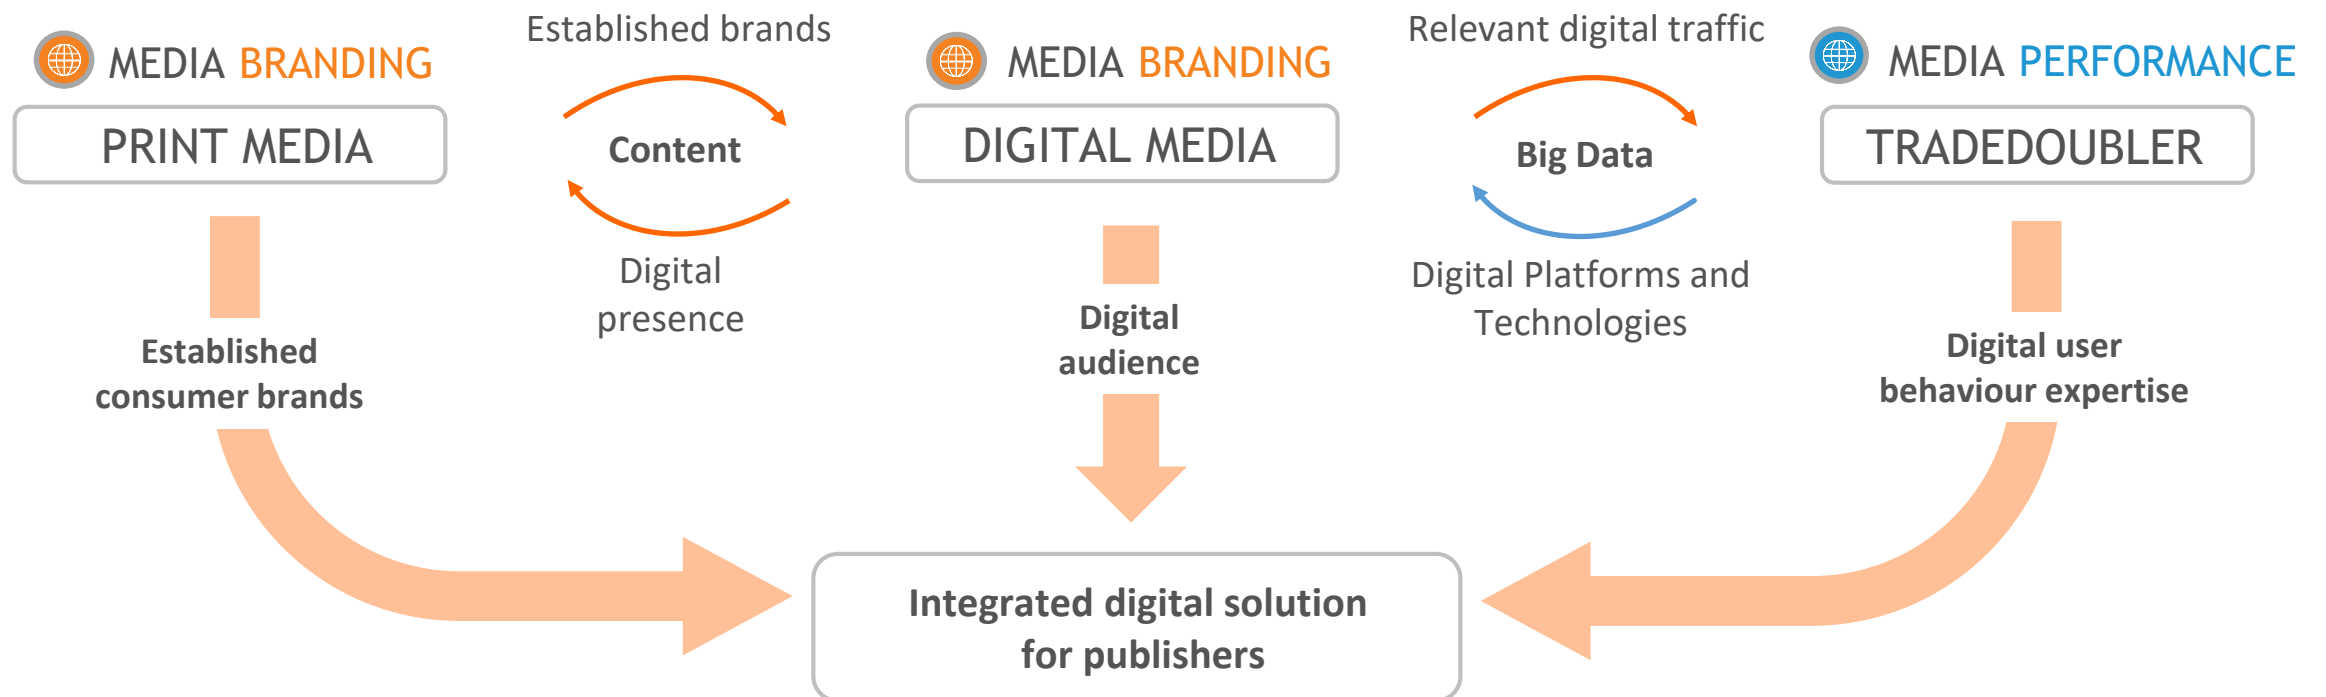 Established brands
Relevant digital traffic
MEDIA BRANDING
MEDIA BRANDING
MEDIA PERFORMANCE
PRINT MEDIA
Content
DIGITAL MEDIA
Big Data
TRADEDOUBLER
Digital
presence
Digital Platforms and
Technologies
Established
consumer brands
Digital
audience
Digital user
behaviour expertise
Integrated digital solution
for publishers